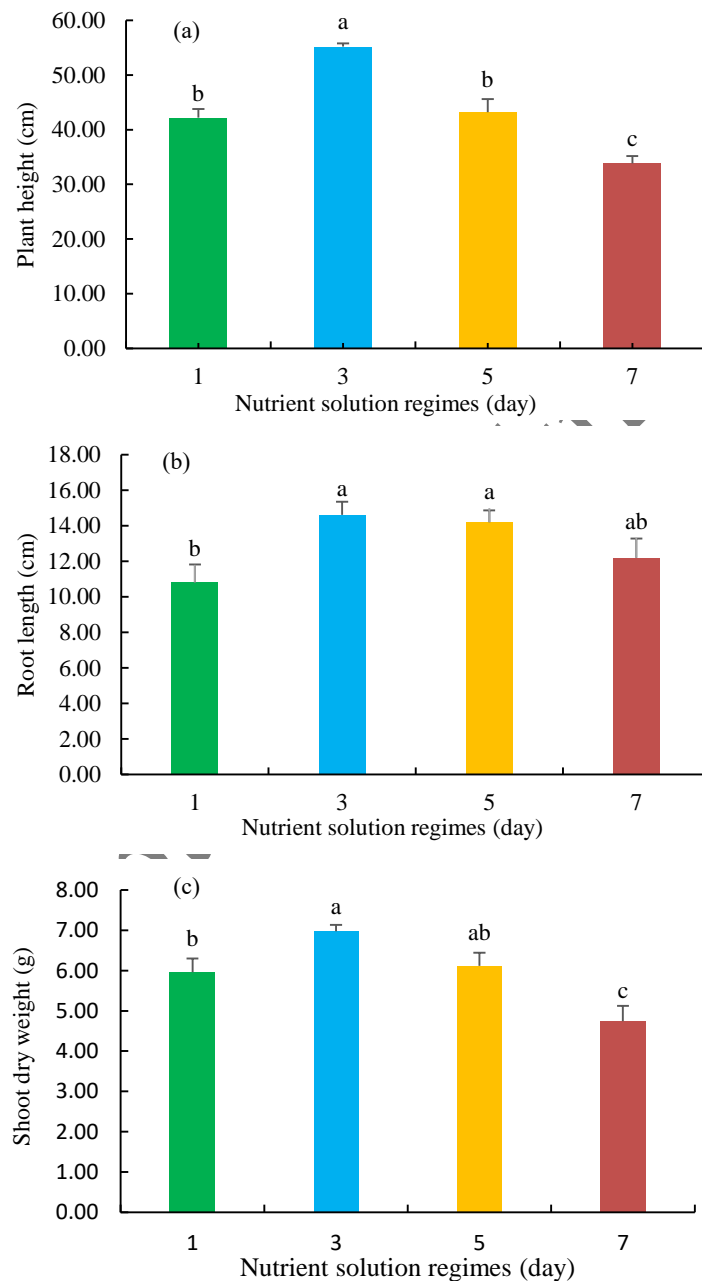 (a)
Plant height (cm)
60.00
50.00
40.00
30.00
20.00
10.00
0.00
b
a
b
c
1 3 5 7
Nutrient solution regimes (day)
(b)
Root length (cm)
18.00
16.00
14.00
12.00
10.00
8.00
6.00
4.00
2.00
0.00
b
a
a
ab
1 3 5 7
Nutrient solution regimes (day)
(c)
Shoot dry weight (g)
8.00
7.00
6.00
5.00
4.00
3.00
2.00
1.00
0.00
b
a
ab
c
1 3 5 7
Nutrient solution regimes (day)